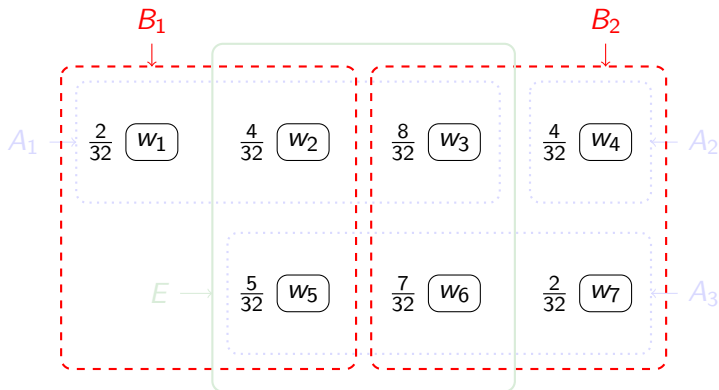 B₁ B₂
A₁ 2/32 w₁ 4/32 w₂ 8/32 w₃ 4/32 w₄ A₂
E 5/32 w₅ 7/32 w₆ 2/32 w₇ A₃